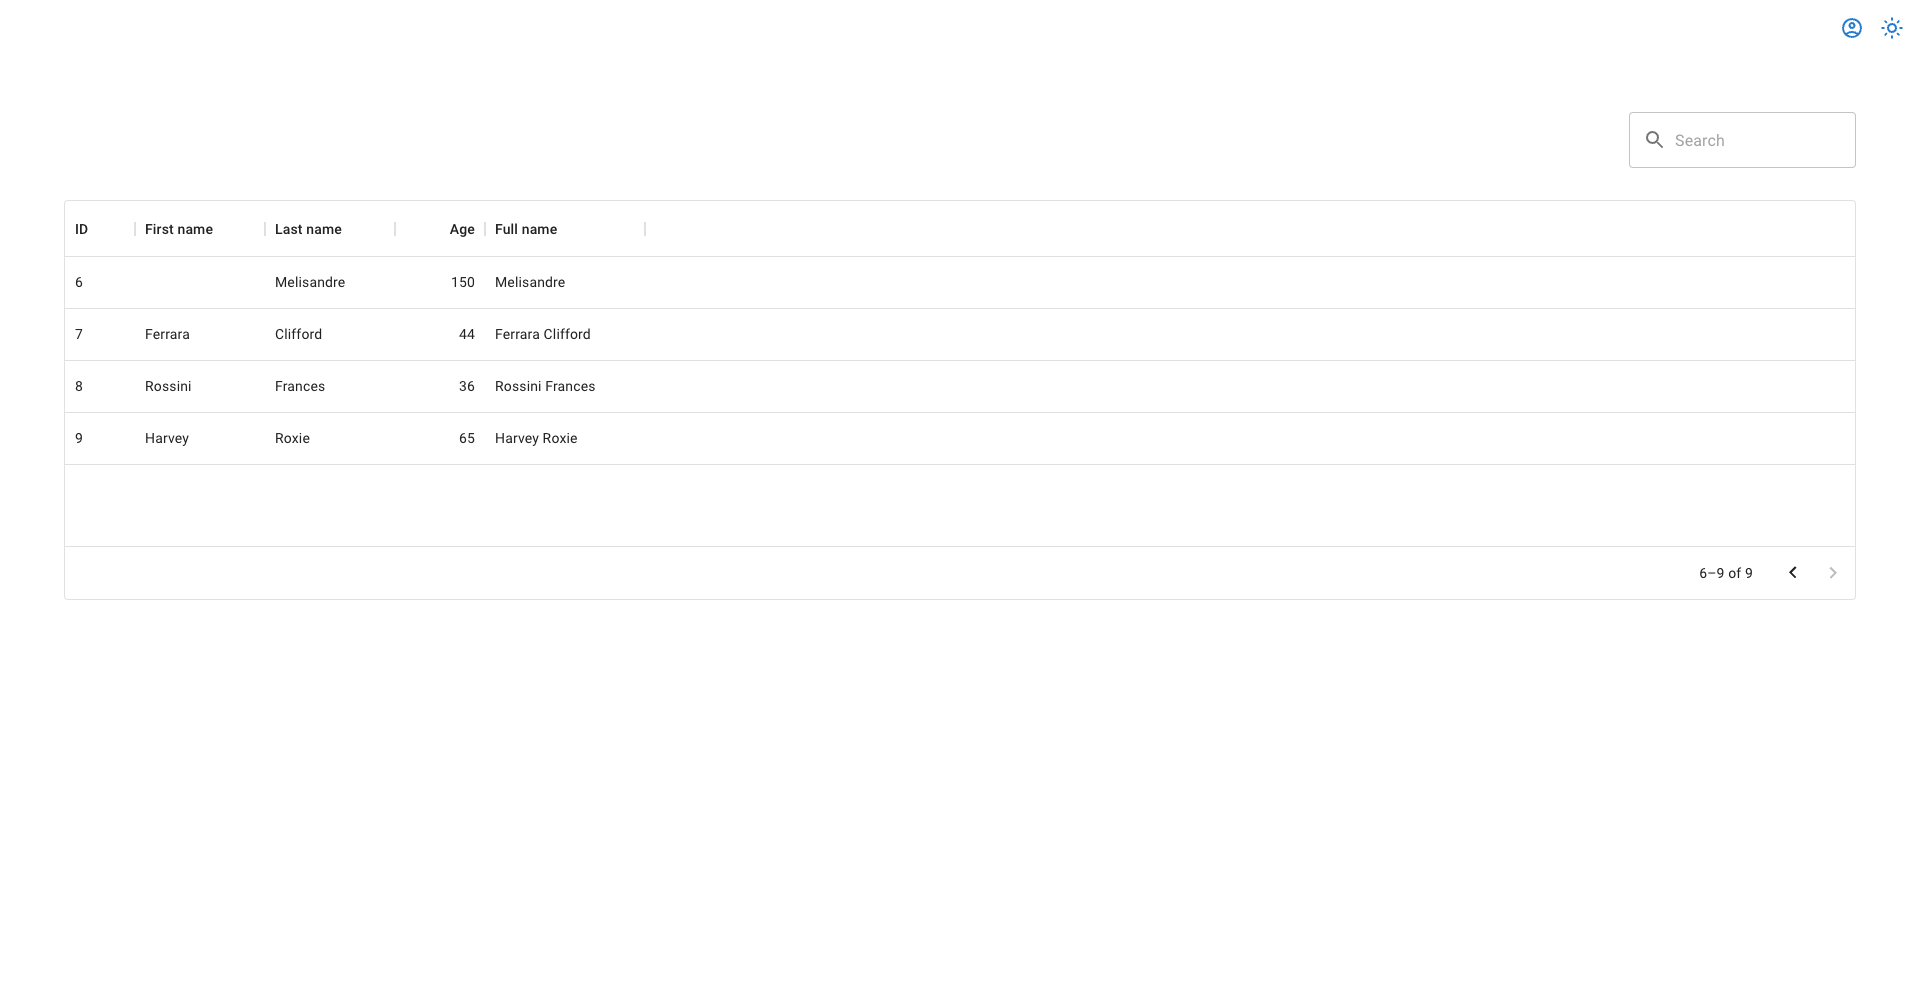 Search
ID First name Last name Age Full name
6 Melisandre 150 Melisandre
7 Ferrara Clifford 44 Ferrara Clifford
8 Rossini Frances 36 Rossini Frances
9 Harvey Roxie 65 Harvey Roxie
6–9 of 9